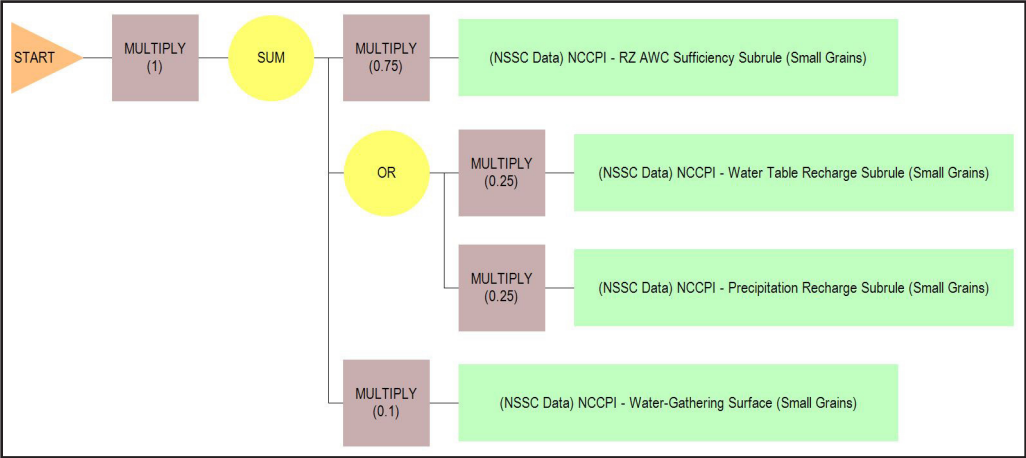 START
MULTIPLY
(1)
SUM
MULTIPLY
(0.75)
(NSSC Data) NCCPI - RZ AWC Sufficiency Subrule (Small Grains)
OR
MULTIPLY
(0.25)
(NSSC Data) NCCPI - Water Table Recharge Subrule (Small Grains)
MULTIPLY
(0.25)
(NSSC Data) NCCPI - Precipitation Recharge Subrule (Small Grains)
MULTIPLY
(0.1)
(NSSC Data) NCCPI - Water-Gathering Surface (Small Grains)